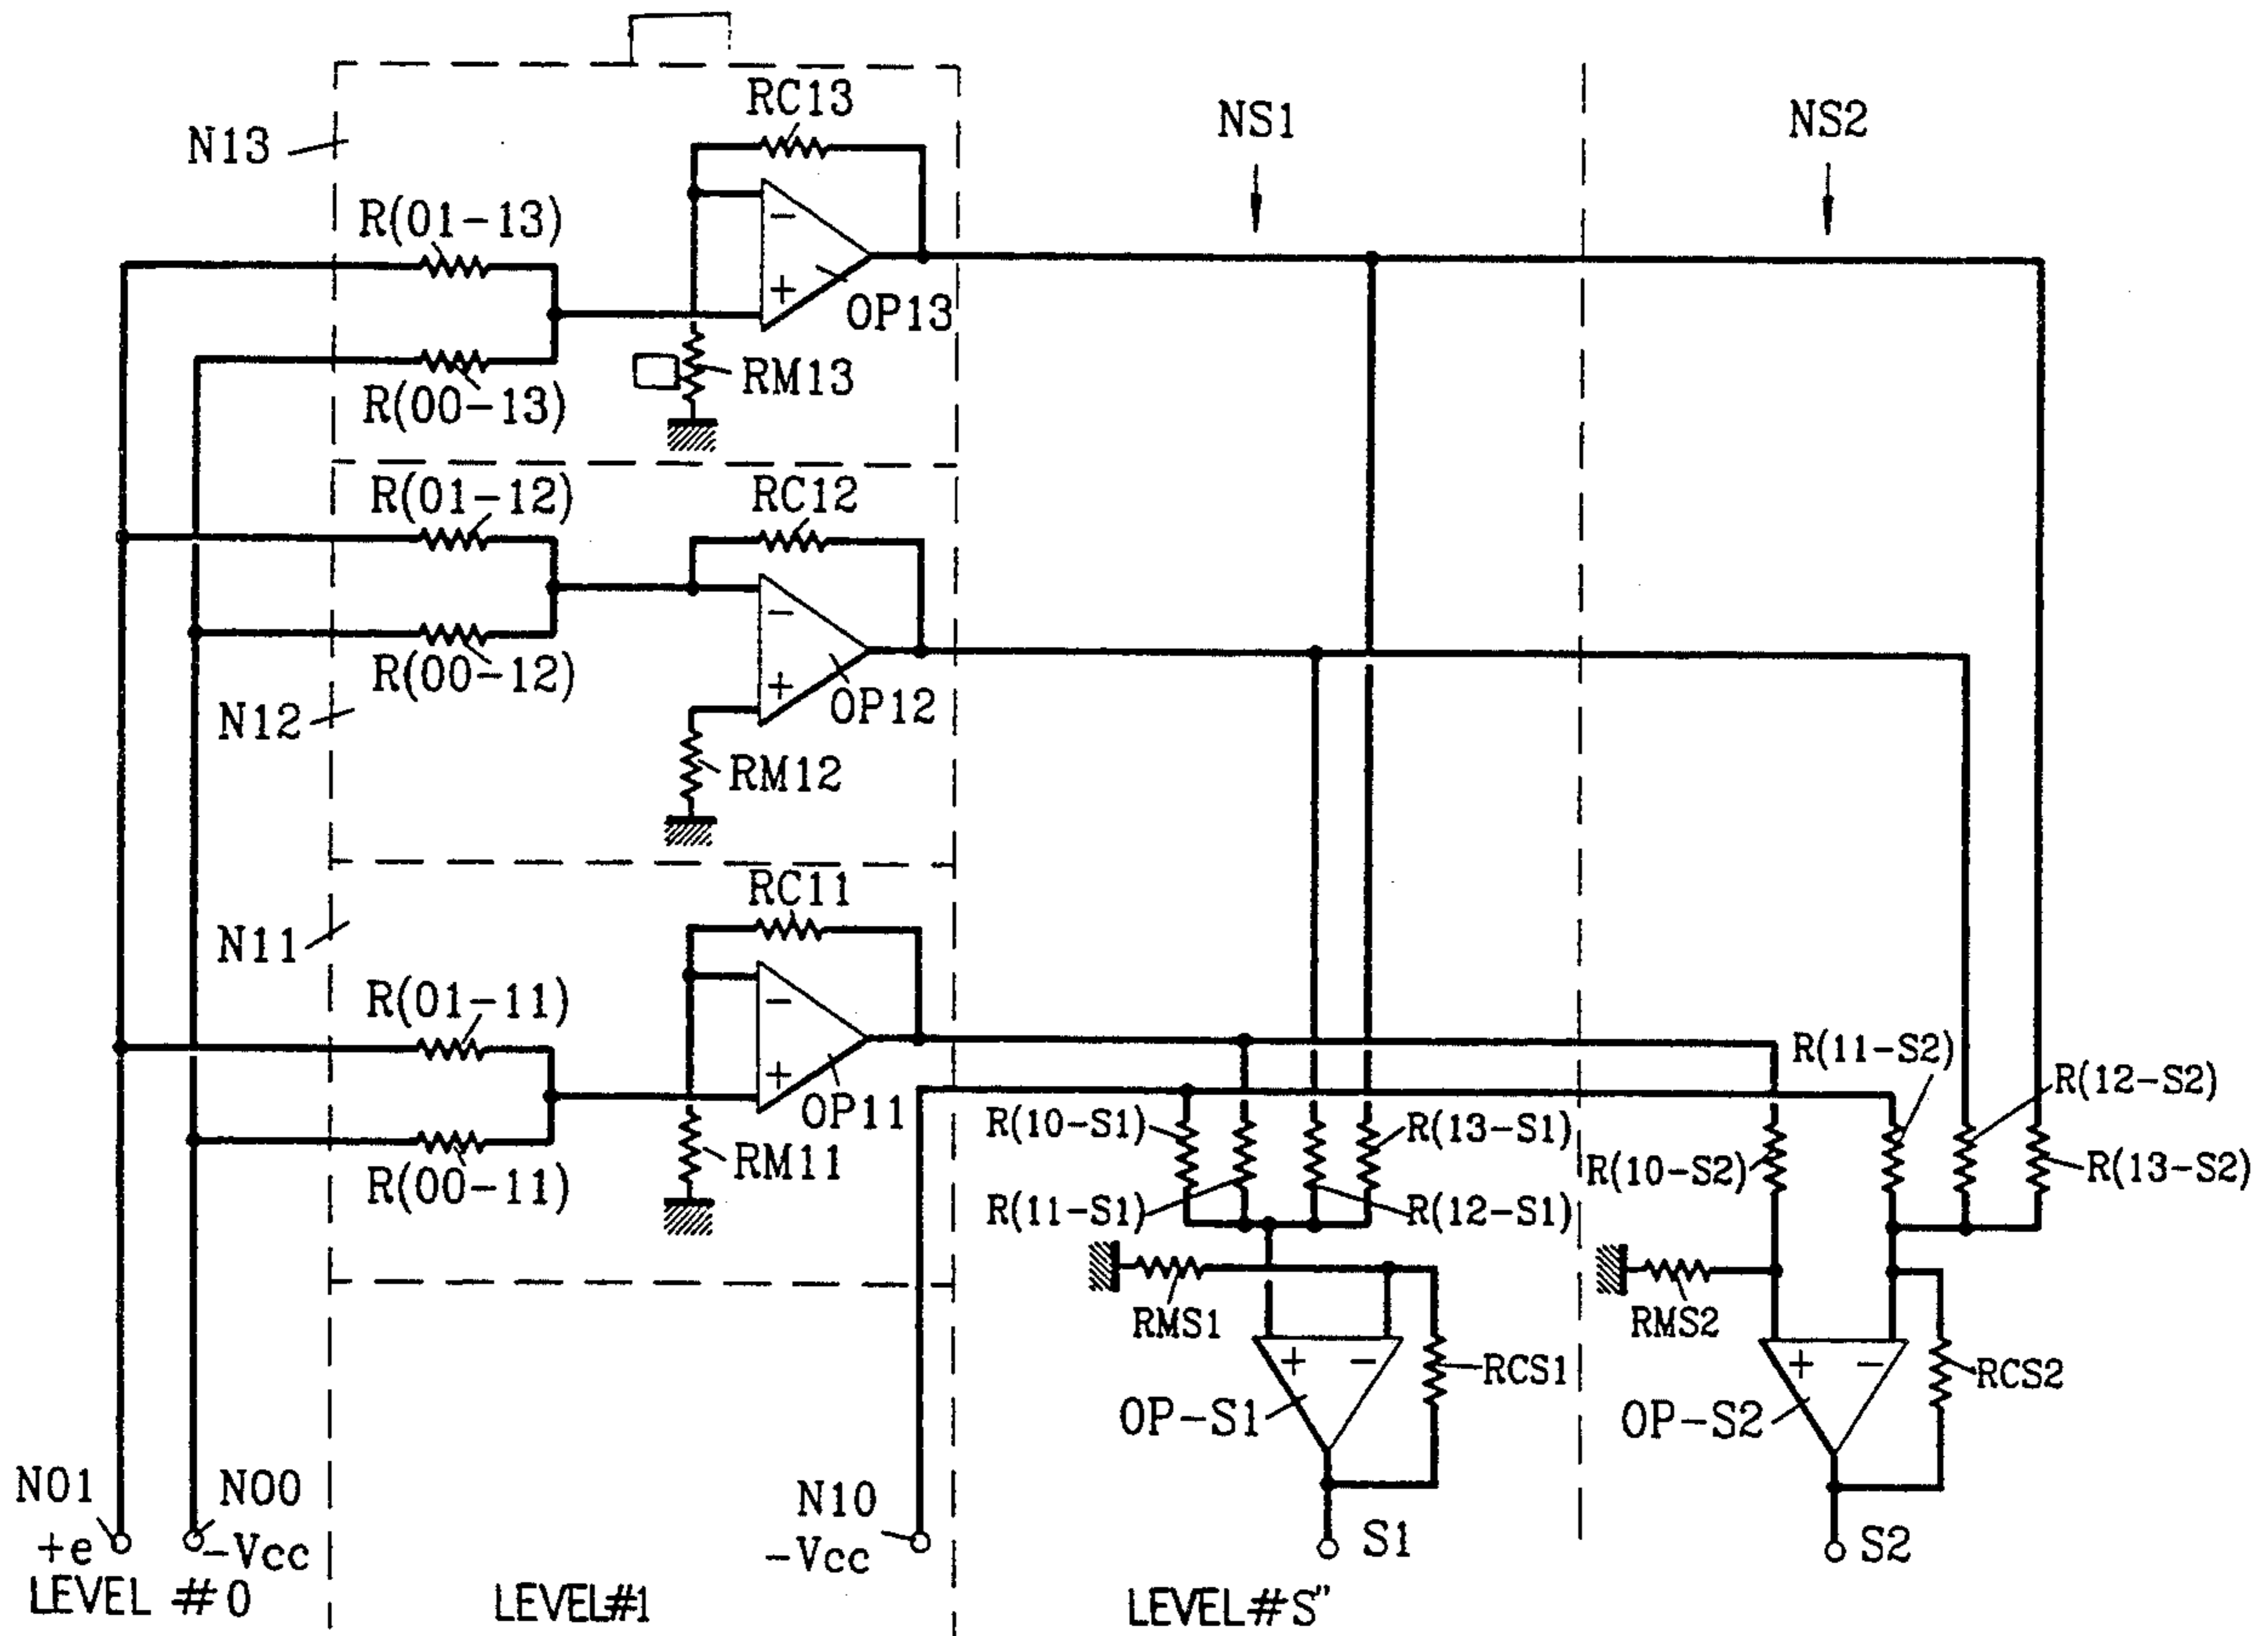 RC13
NS1
NS2
N13
R(01-13)
-
+
OP13
RM13
R(00-13)
R(01-12)
RC12
-
+
R(00-12)
OP12
N12
RM12
RC11
N11
R(01-11)
-
+
OP11
R(00-11)
RM11
R(11-S2)
R(12-S2)
R(10-S1)
R(13-S1)
R(10-S2)
R(13-S2)
R(11-S1)
R(12-S1)
RMS1
RMS2
+ -
+ -
RCS1
RCS2
OP-S1
OP-S2
N01
N00
N10
+e
-Vcc
-Vcc
S1
S2
LEVEL #0
LEVEL#1
LEVEL#S"